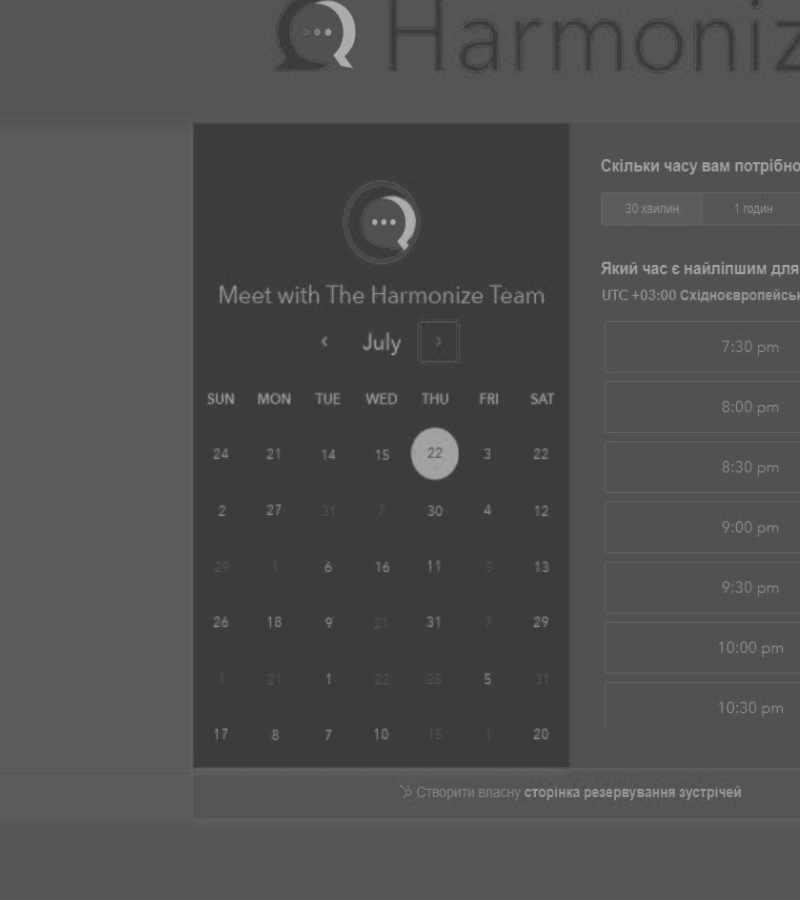 Harmoniz
Meet with The Harmonize Team
July
SUN MON TUE WED THU FRI SAT
24 21 14 15 22 3 22
2 27 31 7 30 4 12
29 1 6 16 11 3 13
26 18 9 21 31 7 29
1 21 1 22 25 5 31
17 8 7 10 15 1 20
Скільки часу вам потрібно
30 хвилин 1 годин
Який час є найліпшим для
UTC +03:00 Східноєвропейськ
7:30 pm
8:00 pm
8:30 pm
9:00 pm
9:30 pm
10:00 pm
10:30 pm
Створити власну сторінка резервування зустрічей